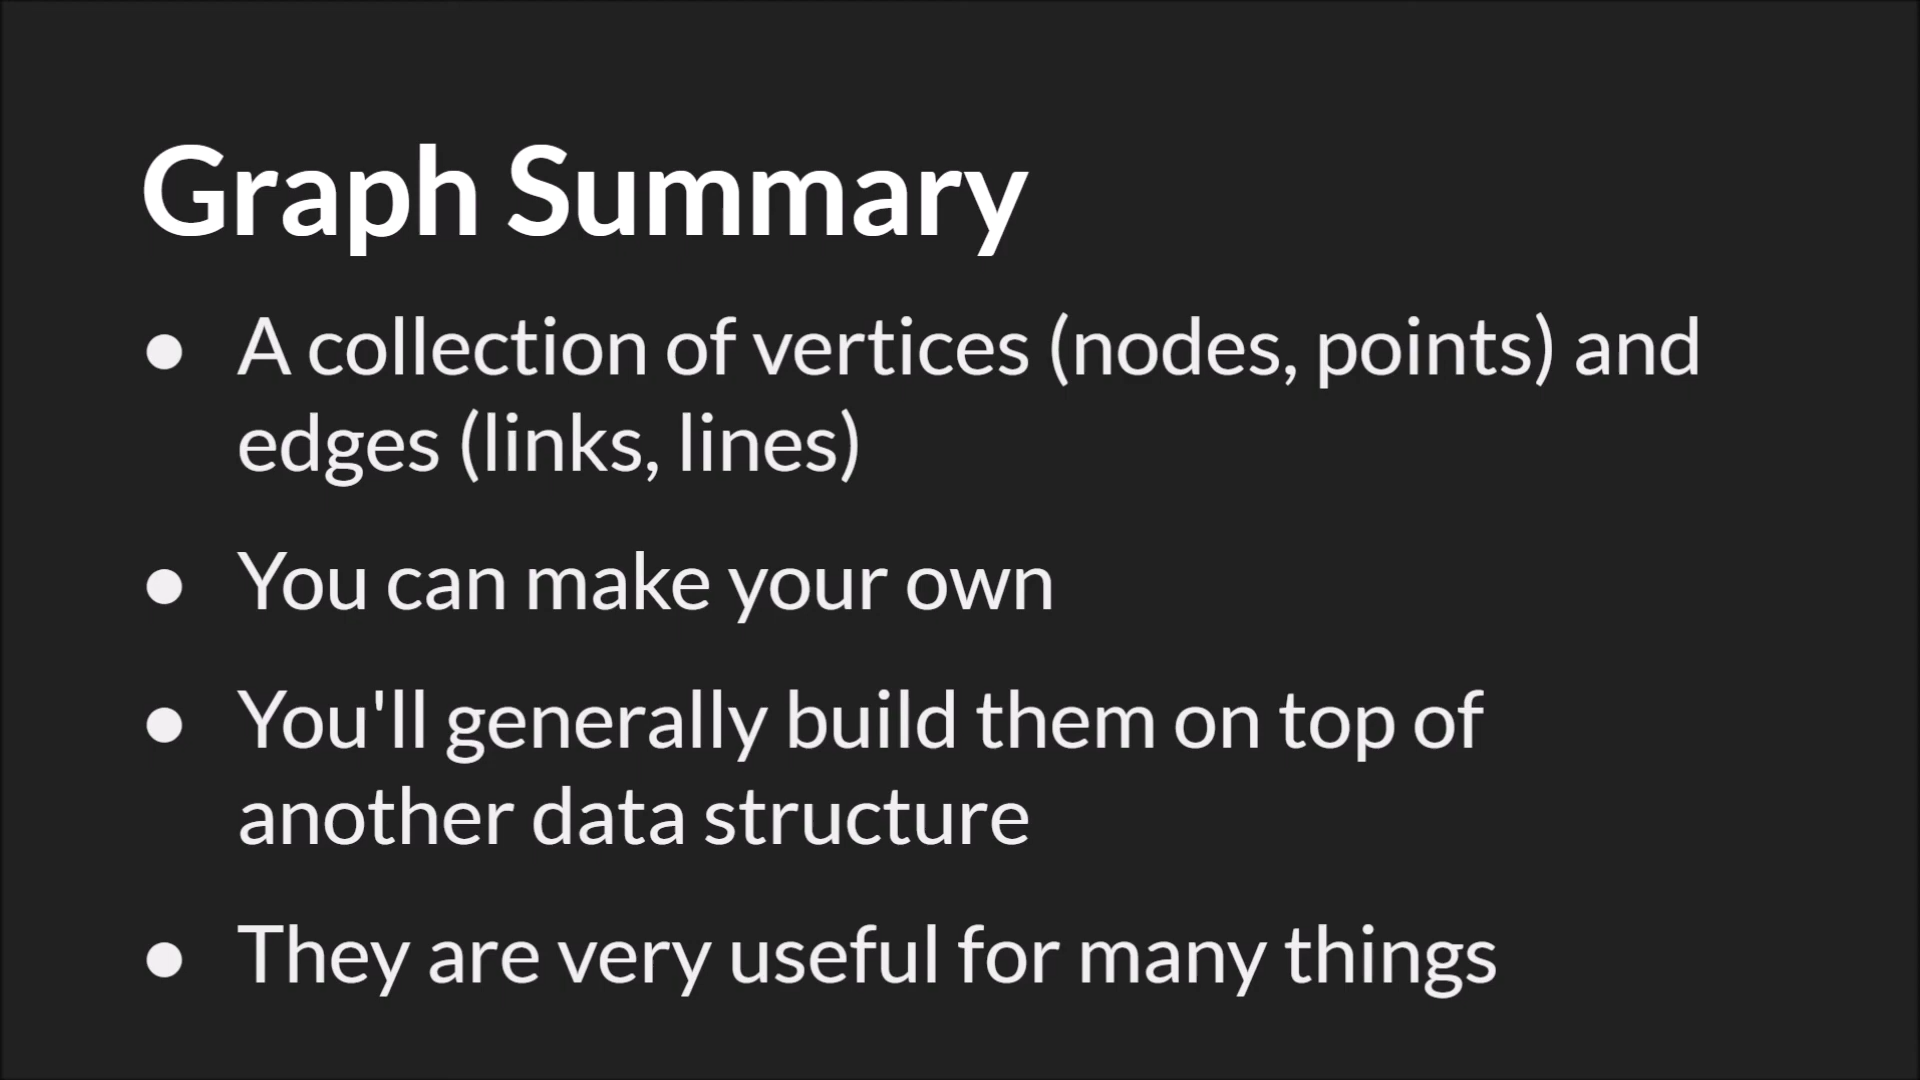 Graph Summary
● A collection of vertices (nodes, points) and
edges (links, lines)
● You can make your own
● You'll generally build them on top of
another data structure
● They are very useful for many things